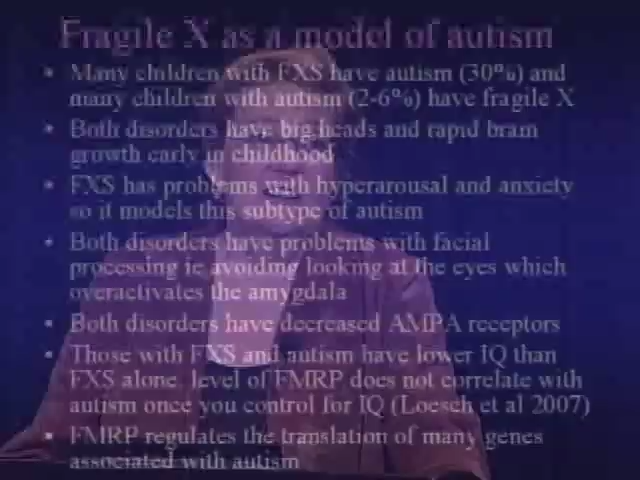 Fragile X as a model of autism
• Many children with FXS have autism (30%) and
many children with autism (2-6%) have fragile X
• Both disorders have big heads and rapid brain
growth early in childhood
• FXS has problems with hyperarousal and anxiety
so it models this subtype of autism
• Both disorders have problems with facial
processing ie avoiding looking at the eyes which
overactivates the amygdala
• Both disorders have decreased AMPA receptors
• Those with FXS and autism have lower IQ than
FXS alone, level of FMRP does not correlate with
autism once you control for IQ (Loesch et al 2007)
• FMRP regulates the translation of many genes
associated with autism